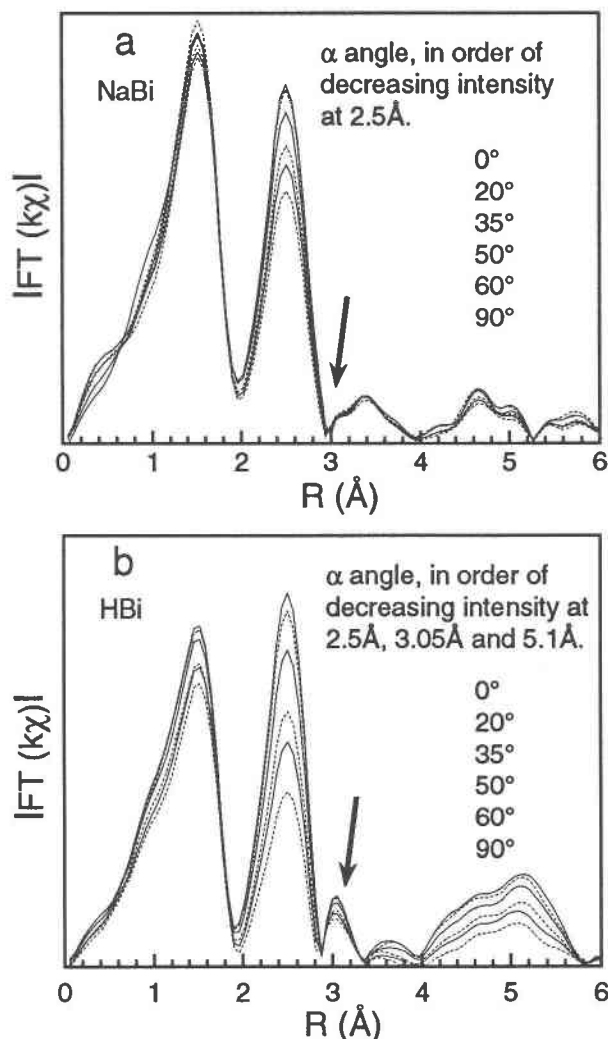 a
NaBi
α angle, in order of
decreasing intensity
at 2.5Å.
0°
20°
35°
50°
60°
90°
|FT (kχ)|
0 1 2 3 4 5 6
R (Å)
b
HBi
α angle, in order of
decreasing intensity at
2.5Å, 3.05Å and 5.1Å.
0°
20°
35°
50°
60°
90°
|FT (kχ)|
0 1 2 3 4 5 6
R (Å)